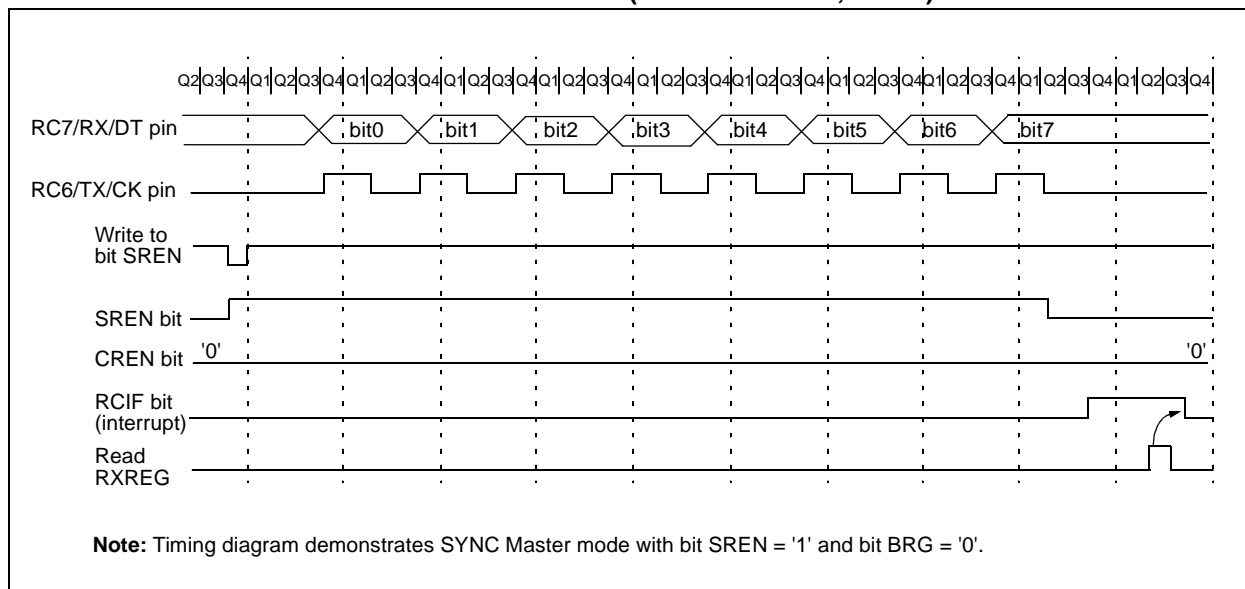 Q2 Q3 Q4 Q1 Q2 Q3 Q4 Q1 Q2 Q3 Q4 Q1 Q2 Q3 Q4 Q1 Q2 Q3 Q4 Q1 Q2 Q3 Q4 Q1 Q2 Q3 Q4 Q1 Q2 Q3 Q4 Q1 Q2 Q3 Q4 Q1 Q2 Q3 Q4 Q1 Q2 Q3 Q4
RC7/RX/DT pin bit0 bit1 bit2 bit3 bit4 bit5 bit6 bit7
RC6/TX/CK pin
Write to
bit SREN
SREN bit
CREN bit '0' '0'
RCIF bit
(interrupt)
Read
RXREG
Note: Timing diagram demonstrates SYNC Master mode with bit SREN = '1' and bit BRG = '0'.